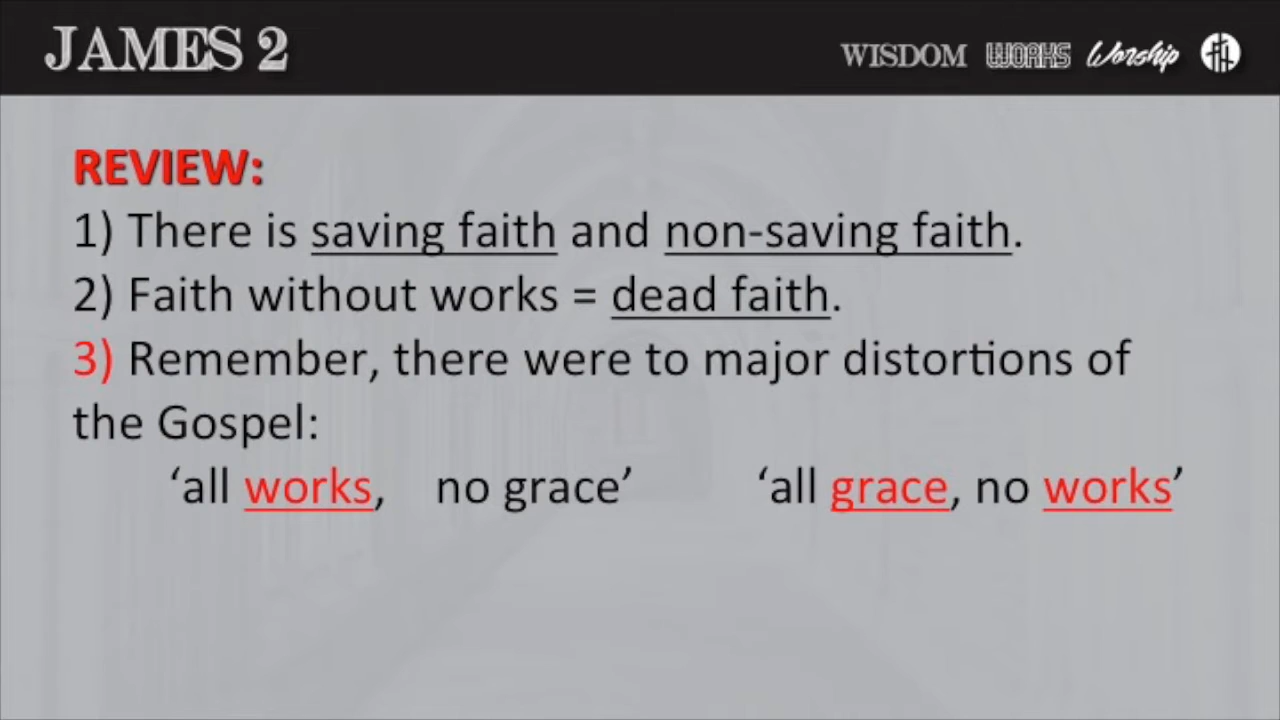 JAMES 2
WISDOM WORKS Worship
REVIEW:
1) There is saving faith and non-saving faith.
2) Faith without works = dead faith.
3) Remember, there were to major distortions of
the Gospel:
‘all works, no grace’ ‘all grace, no works’